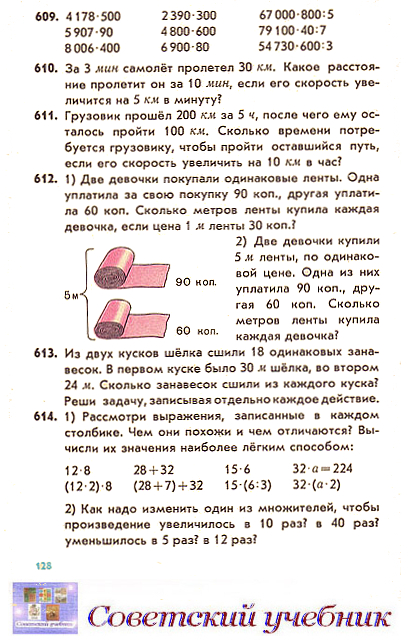 609. 4 178·500 2 390·300 67 000·800:5
5 907·90 4 800·600 79 100·40:7
8 006·400 6 900·80 54 730·600:3
610. За 3 мин самолёт пролетел 30 км. Какое расстоя-
ние пролетит он за 10 мин, если его скорость уве-
личится на 5 км в минуту?
611. Грузовик прошёл 200 км за 5 ч, после чего ему ос-
талось пройти 100 км. Сколько времени потре-
буется грузовику, чтобы пройти оставшийся путь,
если его скорость увеличить на 10 км в час?
612. 1) Две девочки покупали одинаковые ленты. Одна
уплатила за свою покупку 90 коп., другая уплати-
ла 60 коп. Сколько метров ленты купила каждая
девочка, если цена 1 м ленты 30 коп.?
2) Две девочки купили
5 м ленты, по одинако-
вой цене. Одна из них
уплатила 90 коп., дру-
гая 60 коп. Сколько
метров ленты купила
каждая девочка?
5 м
90 коп.
60 коп.
613. Из двух кусков шёлка сшили 18 одинаковых зана-
весок. В первом куске было 30 м шёлка, во втором
24 м. Сколько занавесок сшили из каждого куска?
Реши задачу, записывая отдельно каждое действие.
614. 1) Рассмотри выражения, записанные в каждом
столбике. Чем они похожи и чем отличаются? Вы-
числи их значения наиболее лёгким способом:
12·8 28+32 15·6 32·a=224
(12·2)·8 (28+7)+32 15·(6:3) 32·(a·2)
2) Как надо изменить один из множителей, чтобы
произведение увеличилось в 10 раз? в 40 раз?
уменьшилось в 5 раз? в 12 раз?
128
Советский учебник